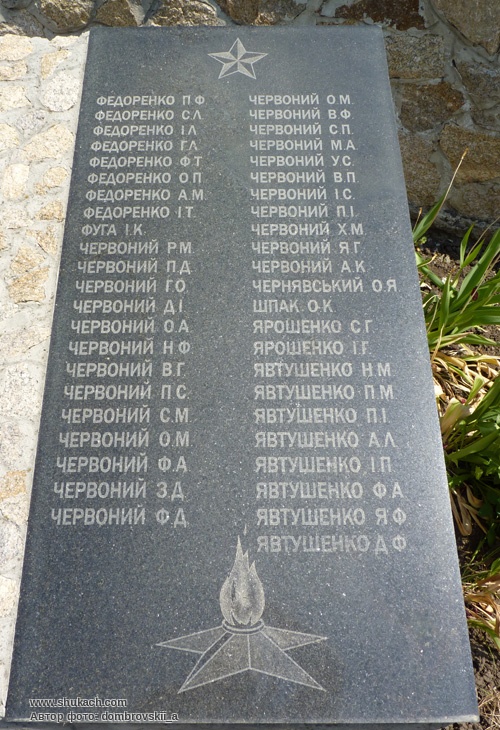 ФЕДОРЕНКО П.Ф.
ФЕДОРЕНКО С.Л.
ФЕДОРЕНКО І.Л.
ФЕДОРЕНКО Г.Л.
ФЕДОРЕНКО Ф.Т.
ФЕДОРЕНКО О.П.
ФЕДОРЕНКО А.М.
ФЕДОРЕНКО І.Т.
ФУГА І.К.
ЧЕРВОНИЙ Р.М.
ЧЕРВОНИЙ П.Д.
ЧЕРВОНИЙ Г.О.
ЧЕРВОНИЙ Д.І.
ЧЕРВОНИЙ О.А.
ЧЕРВОНИЙ Н.Ф.
ЧЕРВОНИЙ В.Г.
ЧЕРВОНИЙ П.С.
ЧЕРВОНИЙ С.М.
ЧЕРВОНИЙ О.М.
ЧЕРВОНИЙ Ф.А.
ЧЕРВОНИЙ З.Д.
ЧЕРВОНИЙ Ф.Д.
ЧЕРВОНИЙ О.М.
ЧЕРВОНИЙ В.Ф.
ЧЕРВОНИЙ С.П.
ЧЕРВОНИЙ М.А.
ЧЕРВОНИЙ У.С.
ЧЕРВОНИЙ В.П.
ЧЕРВОНИЙ І.С.
ЧЕРВОНИЙ П.І.
ЧЕРВОНИЙ Х.М.
ЧЕРВОНИЙ Я.Г.
ЧЕРВОНИЙ А.К.
ЧЕРНЯВСЬКИЙ О.Я.
ШПАК О.К.
ЯРОШЕНКО С.Г.
ЯРОШЕНКО І.Г.
ЯВТУШЕНКО Н.М.
ЯВТУШЕНКО П.М.
ЯВТУШЕНКО П.І.
ЯВТУШЕНКО А.Л.
ЯВТУШЕНКО І.П.
ЯВТУШЕНКО Ф.А.
ЯВТУШЕНКО Я.Ф.
ЯВТУШЕНКО Д.Ф.
www.shukach.com
Автор фото: dombrovskii_a